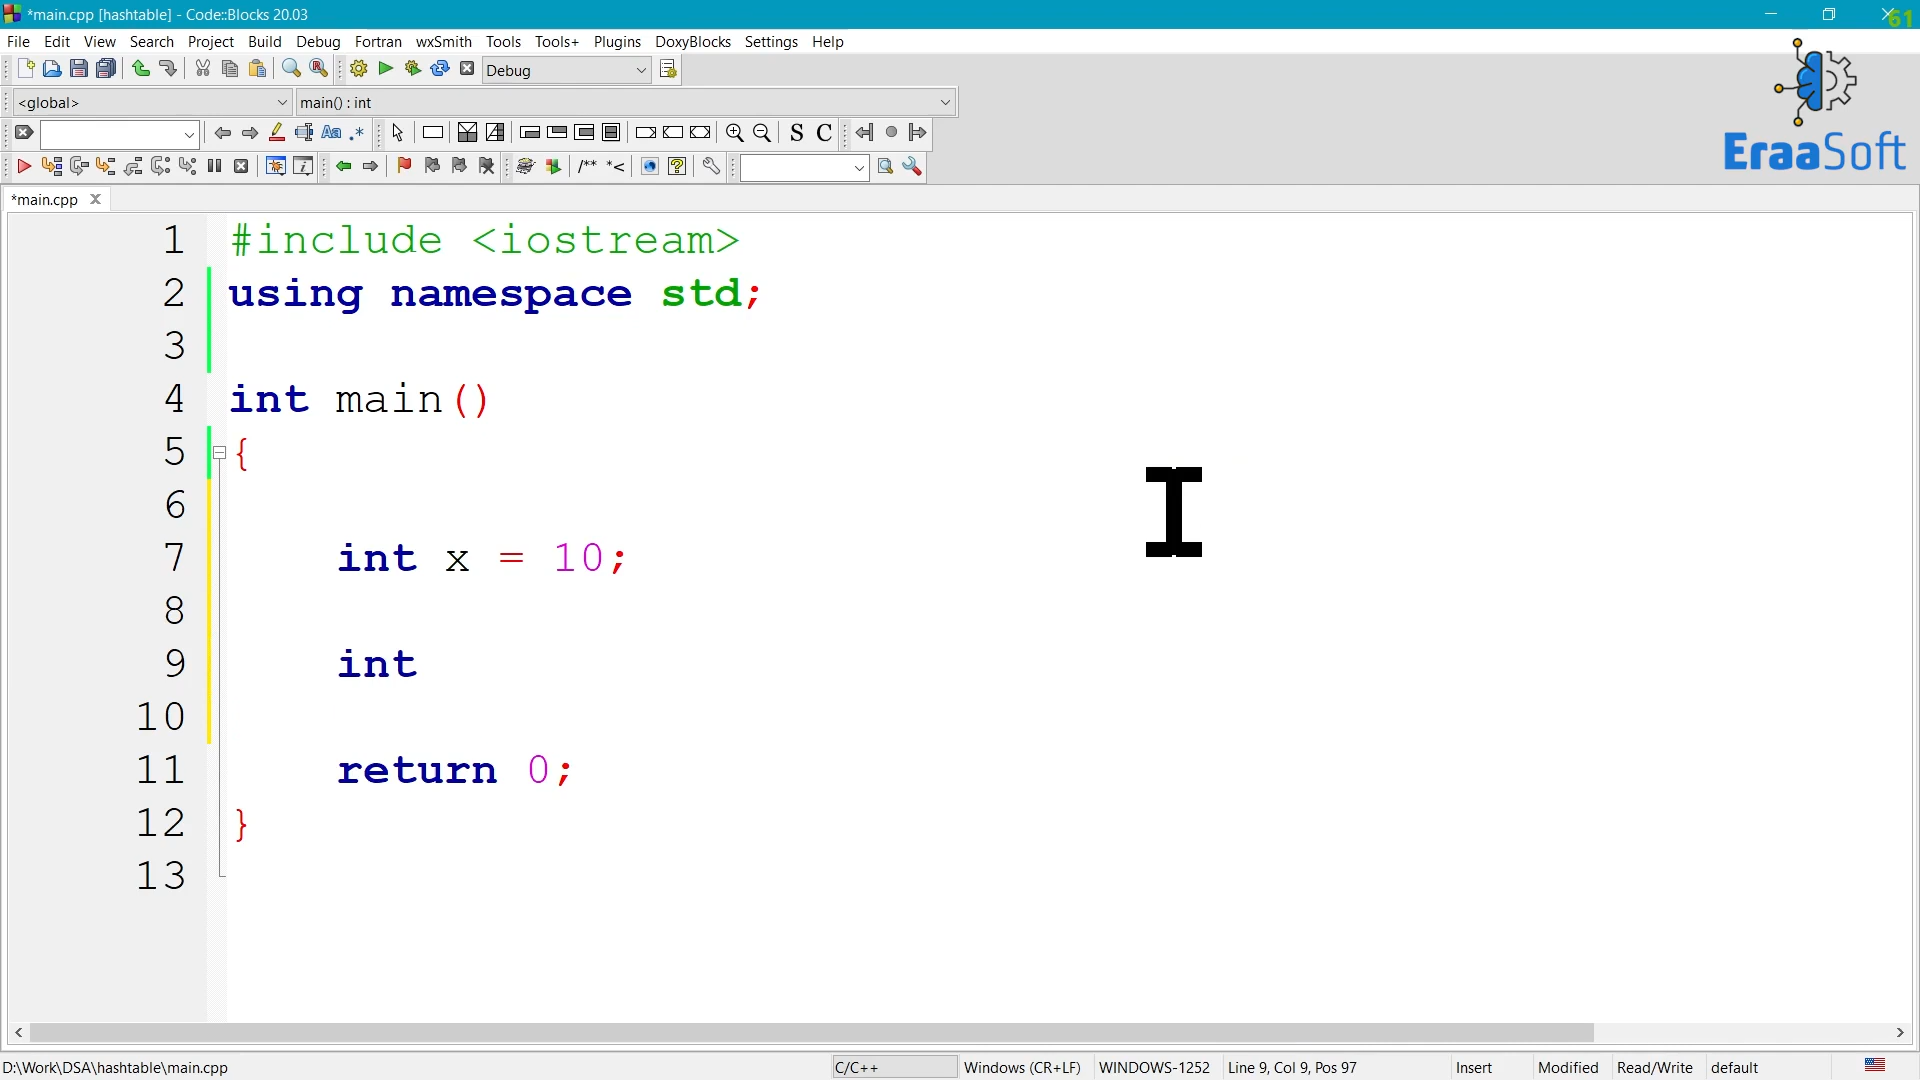 *main.cpp [hashtable] - Code::Blocks 20.03
61
File Edit View Search Project Build Debug Fortran wxSmith Tools Tools+ Plugins DoxyBlocks Settings Help
Debug
<global> main() : int
Aa .* S C
/** *<
EraaSoft
*main.cpp
1 #include <iostream>
2 using namespace std;
3
4 int main()
5 {
6
7 int x = 10;
8
9 int
10
11 return 0;
12 }
13
D:\Work\DSA\hashtable\main.cpp C/C++ Windows (CR+LF) WINDOWS-1252 Line 9, Col 9, Pos 97 Insert Modified Read/Write default